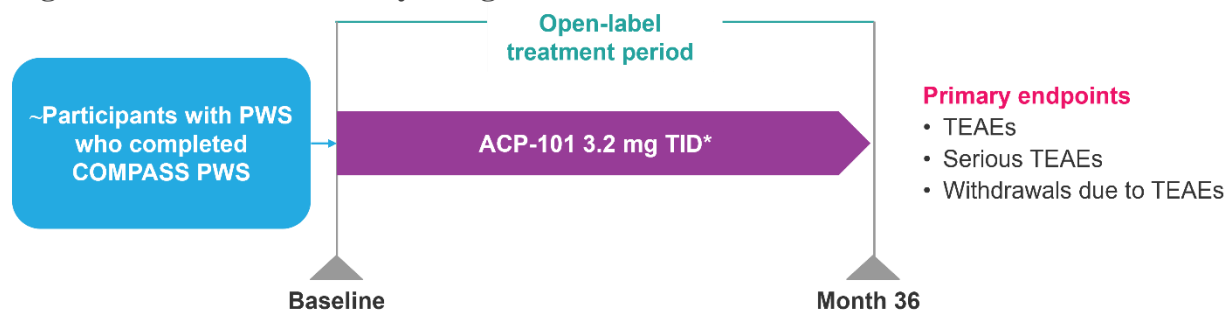 Open-label
treatment period
~Participants with PWS
who completed
COMPASS PWS
ACP-101 3.2 mg TID*
Primary endpoints
• TEAEs
• Serious TEAEs
• Withdrawals due to TEAEs
Baseline
Month 36